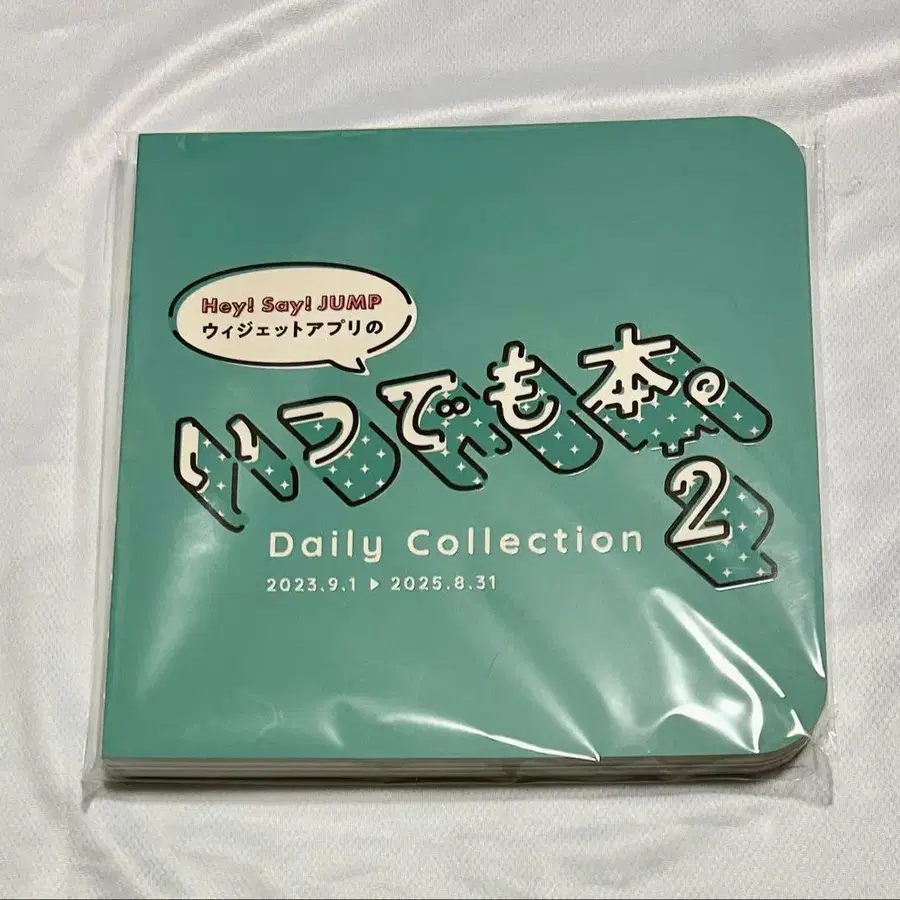 Hey! Say! JUMP
ウィジェットアプリの
いつでも本。
2
Daily Collection
2023.9.1 ▶ 2025.8.31